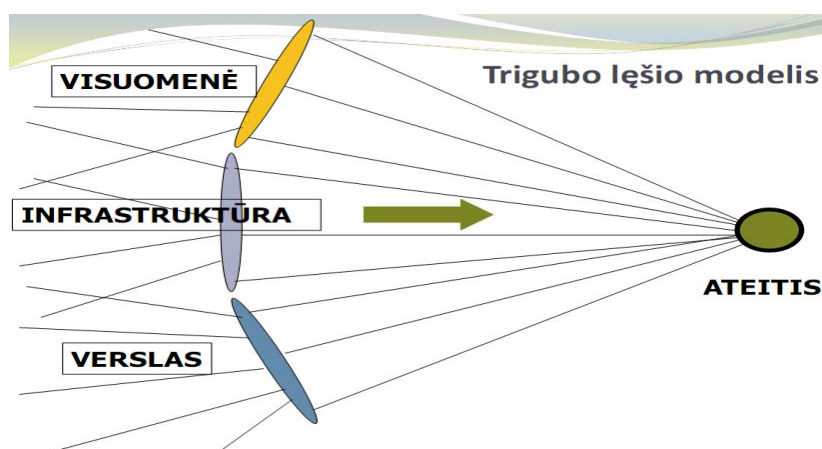 VISUOMENĖ
Trigubo lęšio modelis
INFRASTRUKTŪRA
ATEITIS
VERSLAS